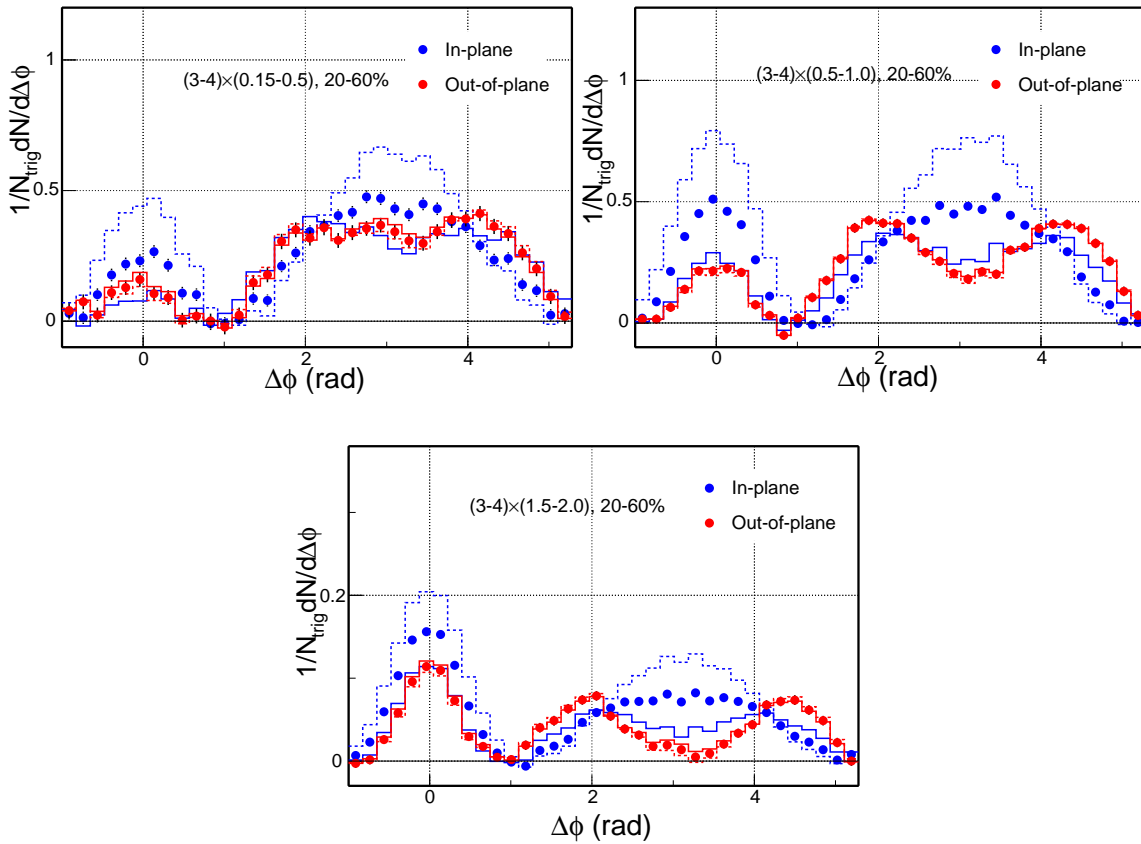 1/N_trig dN/dΔφ
1
0.5
0
In-plane
(3-4)×(0.15-0.5), 20-60%
Out-of-plane
0 2 4
Δφ (rad)
1/N_trig dN/dΔφ
1
0.5
0
In-plane
(3-4)×(0.5-1.0), 20-60%
Out-of-plane
0 2 4
Δφ (rad)
1/N_trig dN/dΔφ
0.2
0
In-plane
(3-4)×(1.5-2.0), 20-60%
Out-of-plane
0 2 4
Δφ (rad)